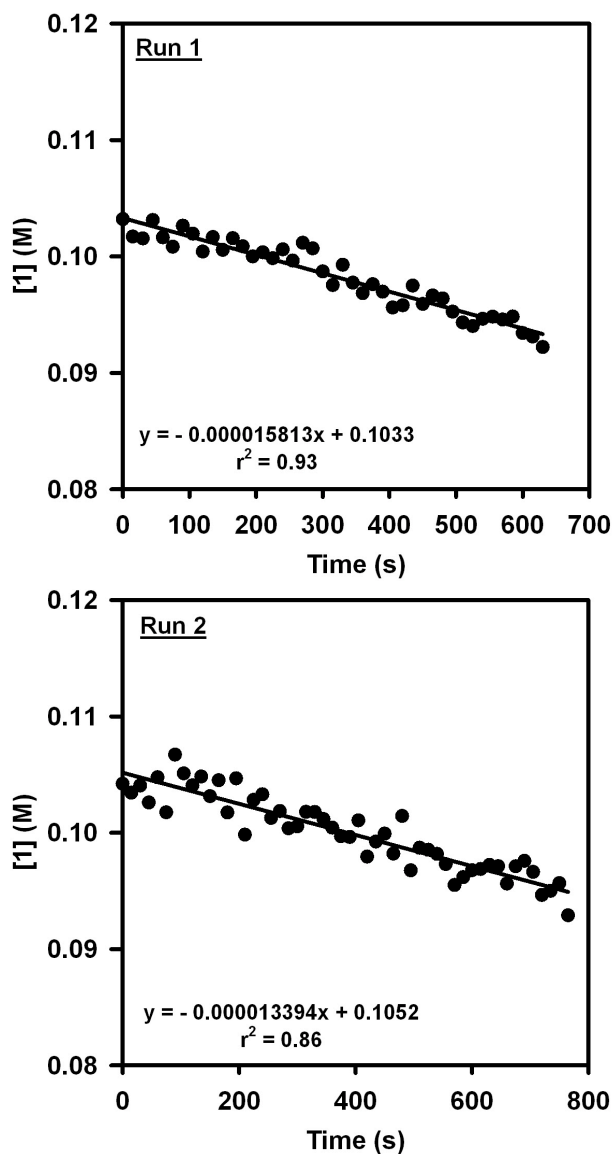 Run 1
[1] (M)
0.12
0.11
0.10
0.09
0.08
y = - 0.000015813x + 0.1033
r² = 0.93
0 100 200 300 400 500 600 700
Time (s)
Run 2
[1] (M)
0.12
0.11
0.10
0.09
0.08
y = - 0.000013394x + 0.1052
r² = 0.86
0 200 400 600 800
Time (s)